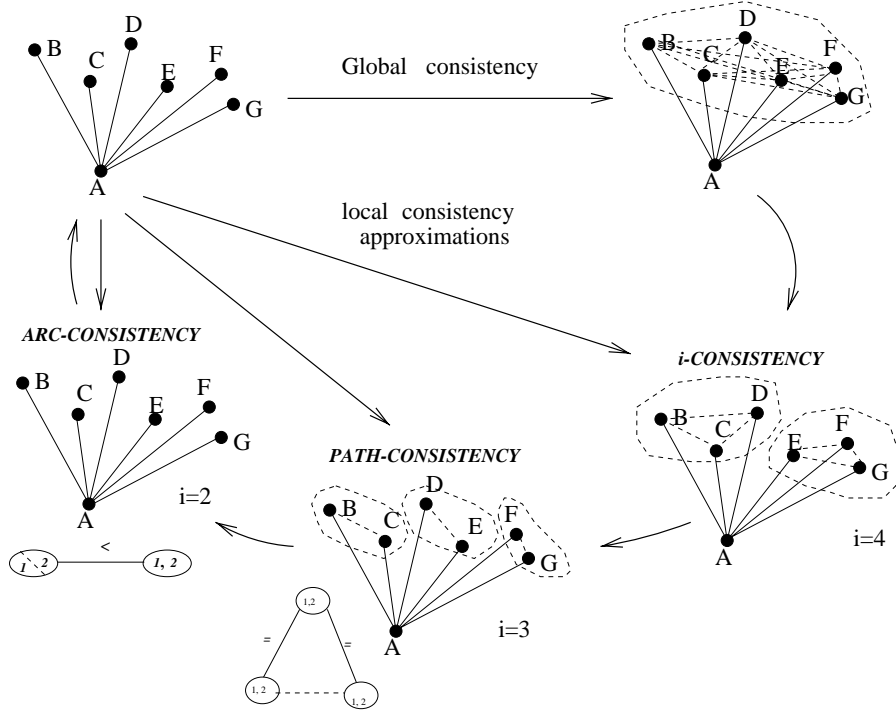 D
B
F
C
E
G
A
Global consistency
D
B
F
C
E
G
A
local consistency
approximations
ARC-CONSISTENCY
D
B
C
F
E
G
A
i=2
<
1 2
1, 2
PATH-CONSISTENCY
D
B
C
E
F
G
A
i=3
1,2
=
=
1, 2
1, 2
i-CONSISTENCY
D
B
C
F
E
G
A
i=4